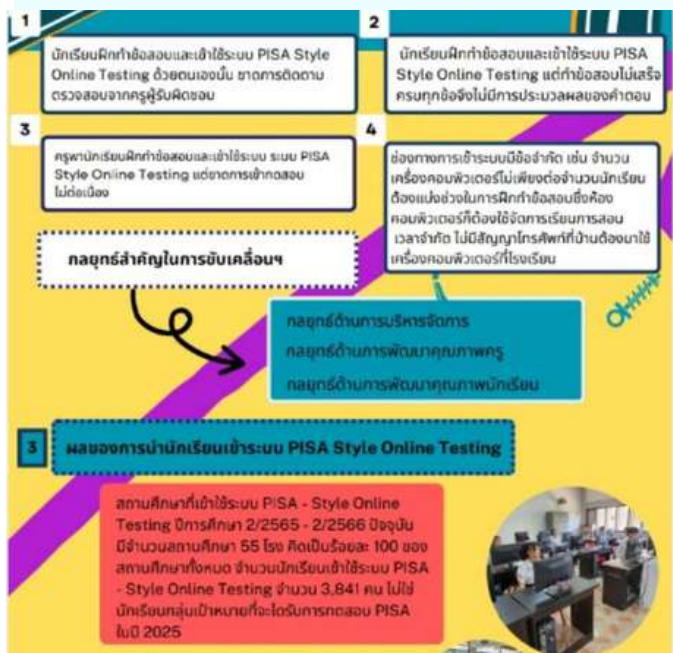 1
นักเรียนฝึกทำข้อสอบและเข้าใช้ระบบ PISA Style
Online Testing ด้วยตนเองนั้น ขาดการติดตาม
ตรวจสอบจากครูผู้รับผิดชอบ
2
นักเรียนฝึกทำข้อสอบและเข้าใช้ระบบ PISA
Style Online Testing แต่ทำข้อสอบไม่เสร็จ
ครบทุกข้อจึงไม่มีการประมวลผลของคำตอบ
3
ครูพานักเรียนฝึกทำข้อสอบและเข้าใช้ระบบ ระบบ PISA
Style Online Testing แต่ขาดการเข้าทดสอบ
ไม่ต่อเนื่อง
4
ช่องทางการเข้าระบบมีข้อจำกัด เช่น จำนวน
เครื่องคอมพิวเตอร์ไม่เพียงต่อจำนวนนักเรียน
ต้องแบ่งช่วงในการฝึกทำข้อสอบซึ่งห้อง
คอมพิวเตอร์ก็ต้องใช้จัดการเรียนการสอน
เวลาจำกัด ไม่มีสัญญาโทรศัพท์ที่บ้านต้องมาใช้
เครื่องคอมพิวเตอร์ที่โรงเรียน
กลยุทธ์สำคัญในการขับเคลื่อนฯ
กลยุทธ์ด้านการบริหารจัดการ
กลยุทธ์ด้านการพัฒนาคุณภาพครู
กลยุทธ์ด้านการพัฒนาคุณภาพนักเรียน
3 ผลของการนำนักเรียนเข้าระบบ PISA Style Online Testing
สถานศึกษาที่เข้าใช้ระบบ PISA - Style Online
Testing ปีการศึกษา 2/2565 - 2/2566 ปัจจุบัน
มีจำนวนสถานศึกษา 55 โรง คิดเป็นร้อยละ 100 ของ
สถานศึกษาทั้งหมด จำนวนนักเรียนเข้าใช้ระบบ PISA
- Style Online Testing จำนวน 3,841 คน ไม่ใช่
นักเรียนกลุ่มเป้าหมายที่จะได้รับการทดสอบ PISA
ในปี 2025